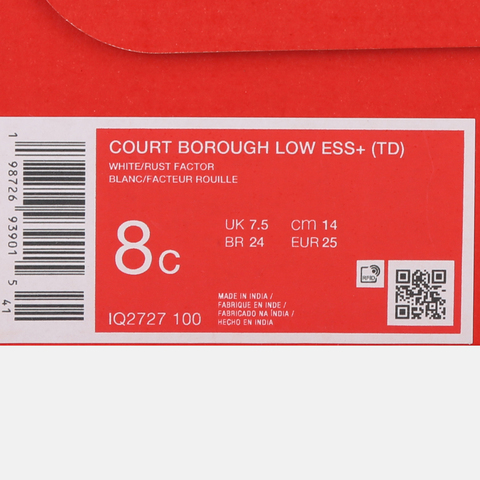 COURT BOROUGH LOW ESS+ (TD)
WHITE/RUST FACTOR
BLANC/FACTEUR ROUILLE
8C
UK 7.5 cm 14
BR 24 EUR 25
RFID
MADE IN INDIA /
FABRIQUE EN INDE /
FABRICADO NA ÍNDIA /
HECHO EN INDIA
IQ2727 100
1 98726 93901 5 41